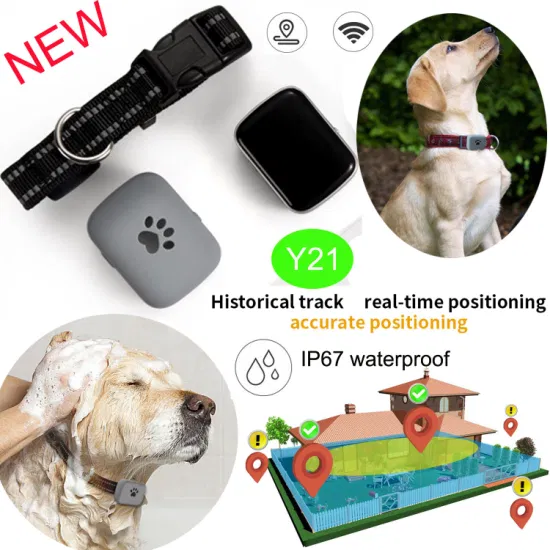 NEW
Y21
Historical track real-time positioning
accurate positioning
IP67 waterproof